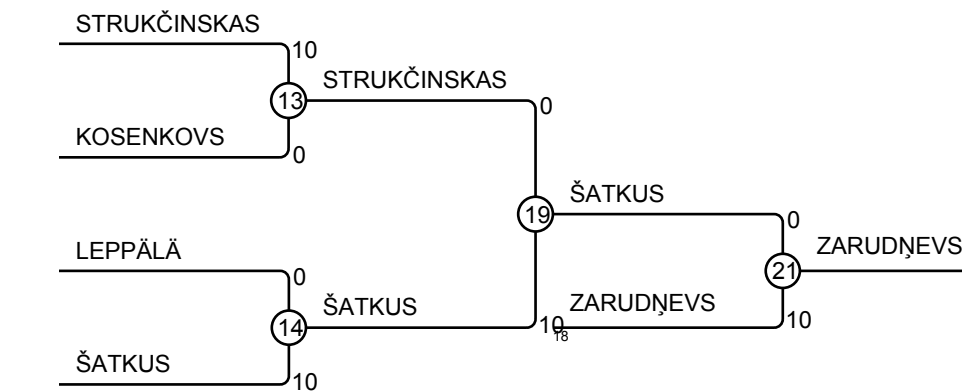 STRUKČINSKAS
10
13
STRUKČINSKAS
0
KOSENKOVS
0
19
ŠATKUS
0
LEPPÄLÄ
0
21
ZARUDŅEVS
14
ŠATKUS
10
18
ZARUDŅEVS
10
ŠATKUS
10